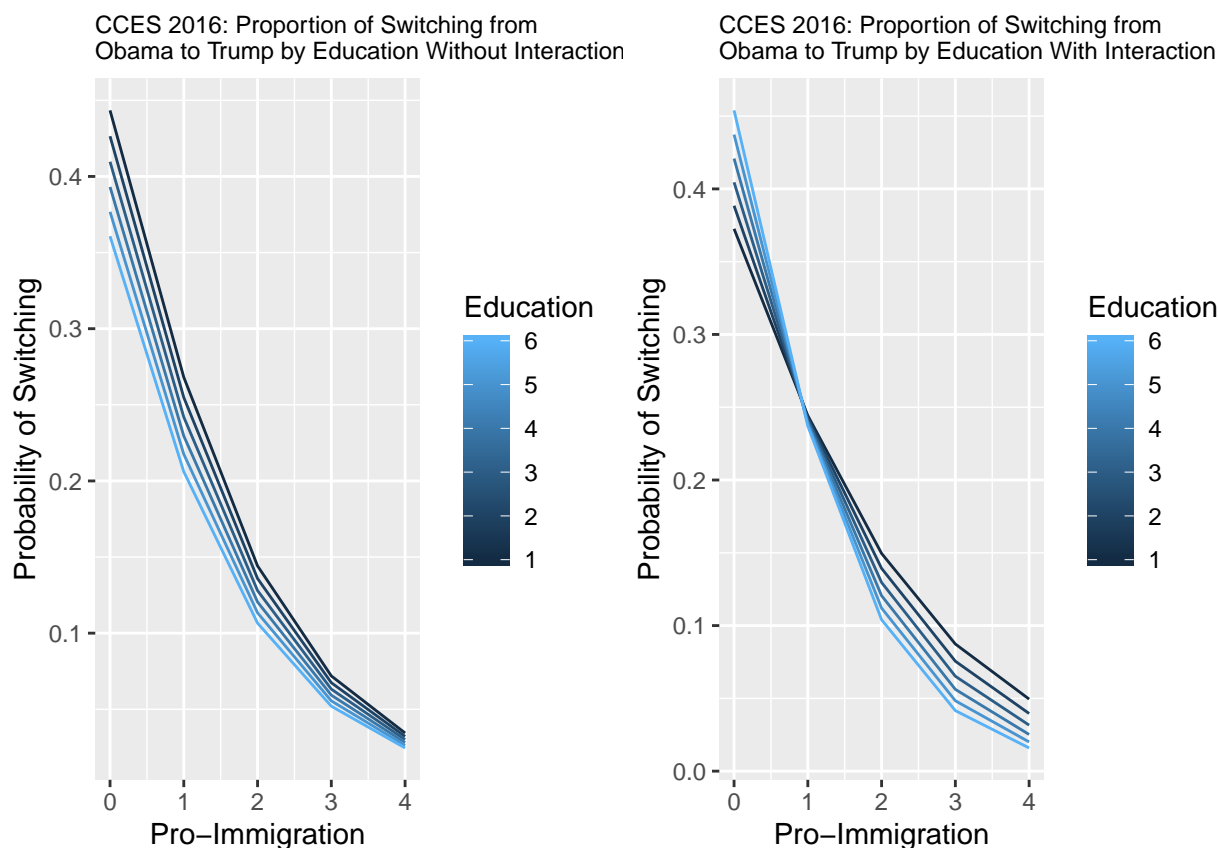 CCES 2016: Proportion of Switching from
Obama to Trump by Education Without Interaction
0.4
0.3
0.2
0.1
0 1 2 3 4
Pro−Immigration
Probability of Switching
Education
6
5
4
3
2
1
CCES 2016: Proportion of Switching from
Obama to Trump by Education With Interaction
0.4
0.3
0.2
0.1
0.0
0 1 2 3 4
Pro−Immigration
Probability of Switching
Education
6
5
4
3
2
1